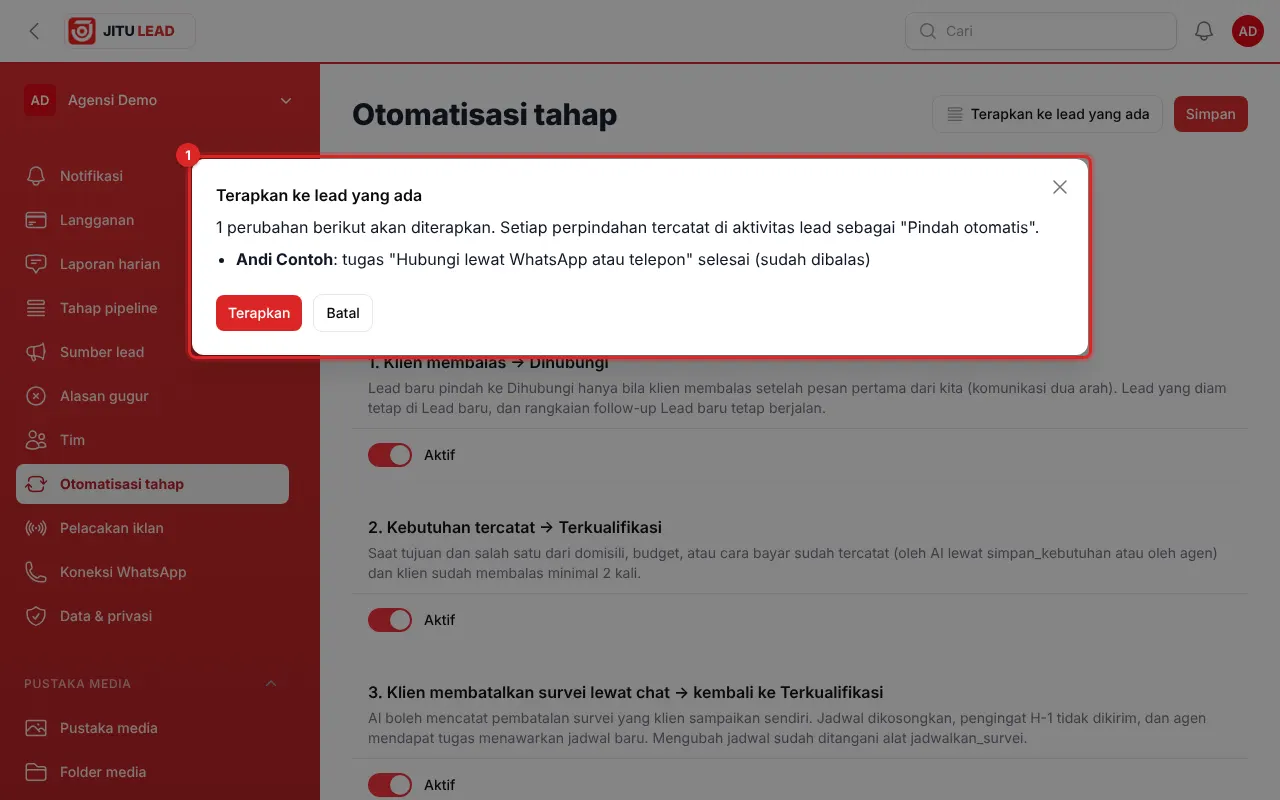 JITU LEAD
Cari
AD
AD
Agensi Demo
Notifikasi
Langganan
Laporan harian
Tahap pipeline
Sumber lead
Alasan gugur
Tim
Otomatisasi tahap
Pelacakan iklan
Koneksi WhatsApp
Data & privasi
PUSTAKA MEDIA
Pustaka media
Folder media
Otomatisasi tahap
Terapkan ke lead yang ada
Simpan
1
Terapkan ke lead yang ada
1 perubahan berikut akan diterapkan. Setiap perpindahan tercatat di aktivitas lead sebagai "Pindah otomatis".
• Andi Contoh: tugas "Hubungi lewat WhatsApp atau telepon" selesai (sudah dibalas)
Terapkan
Batal
1. Klien membalas → Dihubungi
Lead baru pindah ke Dihubungi hanya bila klien membalas setelah pesan pertama dari kita (komunikasi dua arah). Lead yang diam
tetap di Lead baru, dan rangkaian follow-up Lead baru tetap berjalan.
Aktif
2. Kebutuhan tercatat → Terkualifikasi
Saat tujuan dan salah satu dari domisili, budget, atau cara bayar sudah tercatat (oleh AI lewat simpan_kebutuhan atau oleh agen)
dan klien sudah membalas minimal 2 kali.
Aktif
3. Klien membatalkan survei lewat chat → kembali ke Terkualifikasi
AI boleh mencatat pembatalan survei yang klien sampaikan sendiri. Jadwal dikosongkan, pengingat H-1 tidak dikirim, dan agen
mendapat tugas menawarkan jadwal baru. Mengubah jadwal sudah ditangani alat jadwalkan_survei.
Aktif